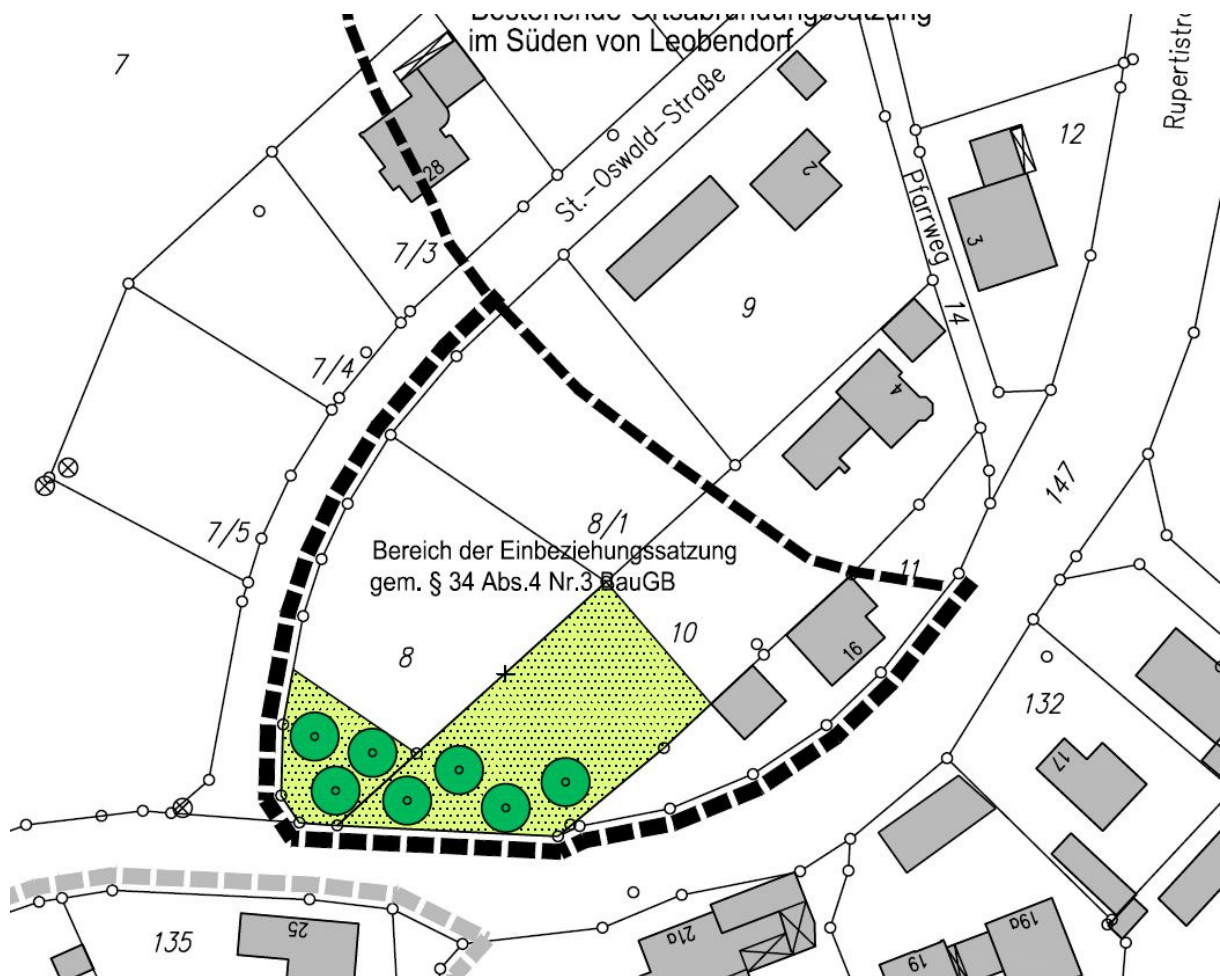 Bestehende Ortsabrundungssatzung
im Süden von Leobendorf
7
28
7/3
St.-Oswald-Straße
2
9
Pfarrweg
12
3
14
4
7/4
7/5
8/1
Bereich der Einbeziehungssatzung
gem. § 34 Abs.4 Nr.3 BauGB
8
10
11
16
147
132
17
135
25
21a
19
19a